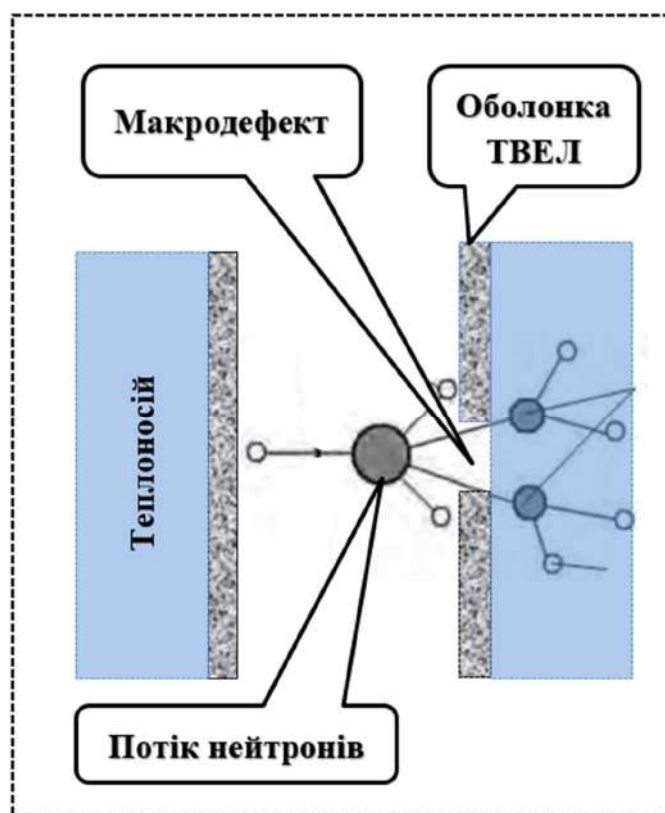 Макродефект
Оболонка
ТВЕЛ
Теплоносій
Потік нейтронів